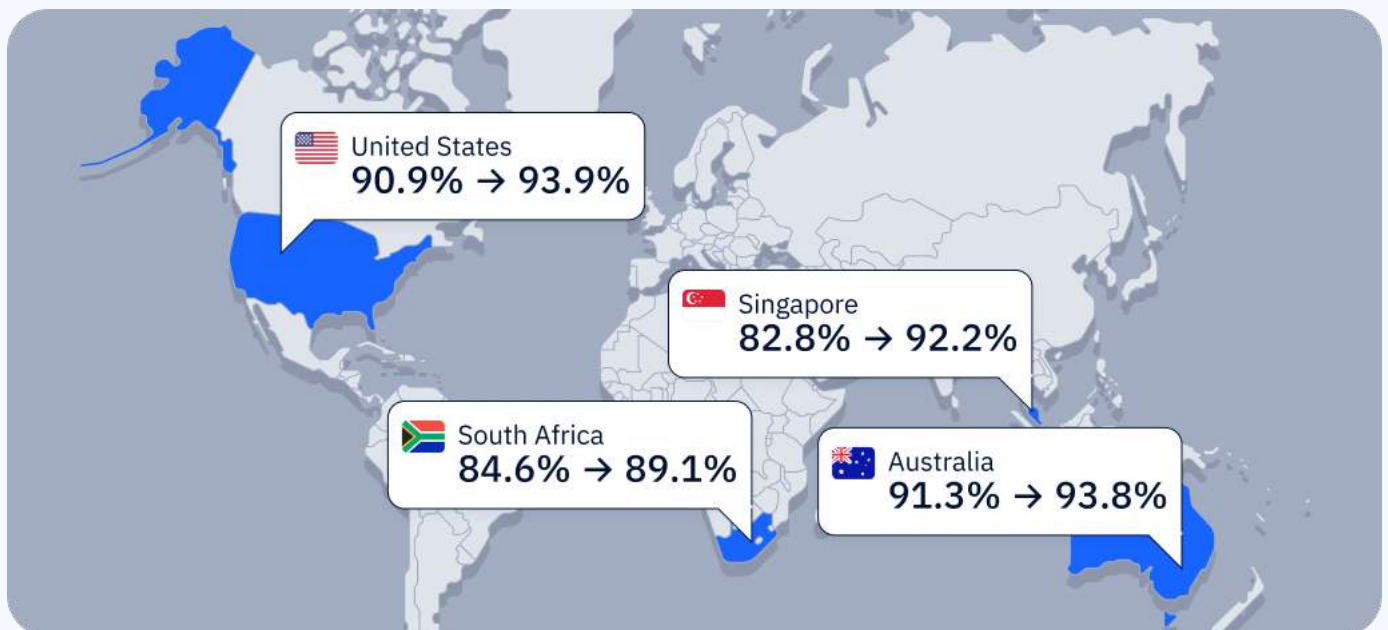 United States
90.9% → 93.9%
Singapore
82.8% → 92.2%
South Africa
84.6% → 89.1%
Australia
91.3% → 93.8%